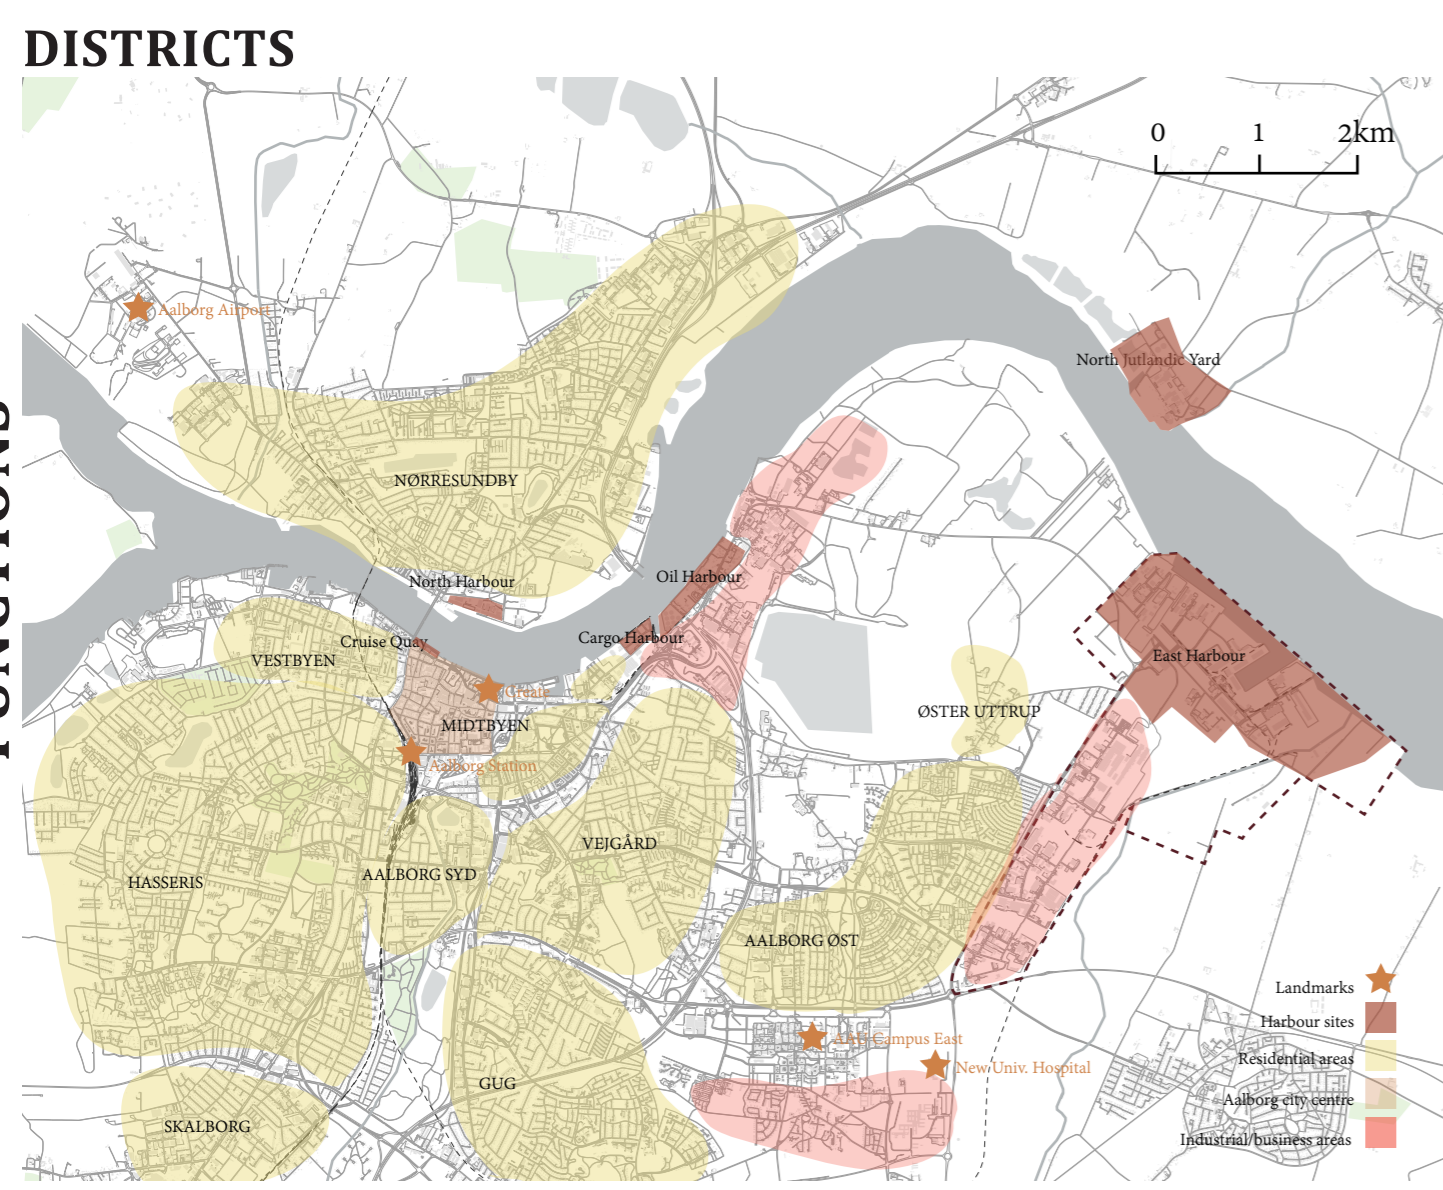 DISTRICTS
0 1 2km
Aalborg Airport
North Jutlandic Yard
NØRRESUNDBY
North Harbour
Oil Harbour
Cruise Quay
Cargo Harbour
VESTBYEN
East Harbour
Create
MIDTBYEN
ØSTER UTTRUP
Aalborg Station
VEJGÅRD
HASSERIS
AALBORG SYD
AALBORG ØST
Landmarks
Harbour sites
AAU Campus East
Residential areas
New Univ. Hospital
GUG
Aalborg city centre
SKALBORG
Industrial/business areas